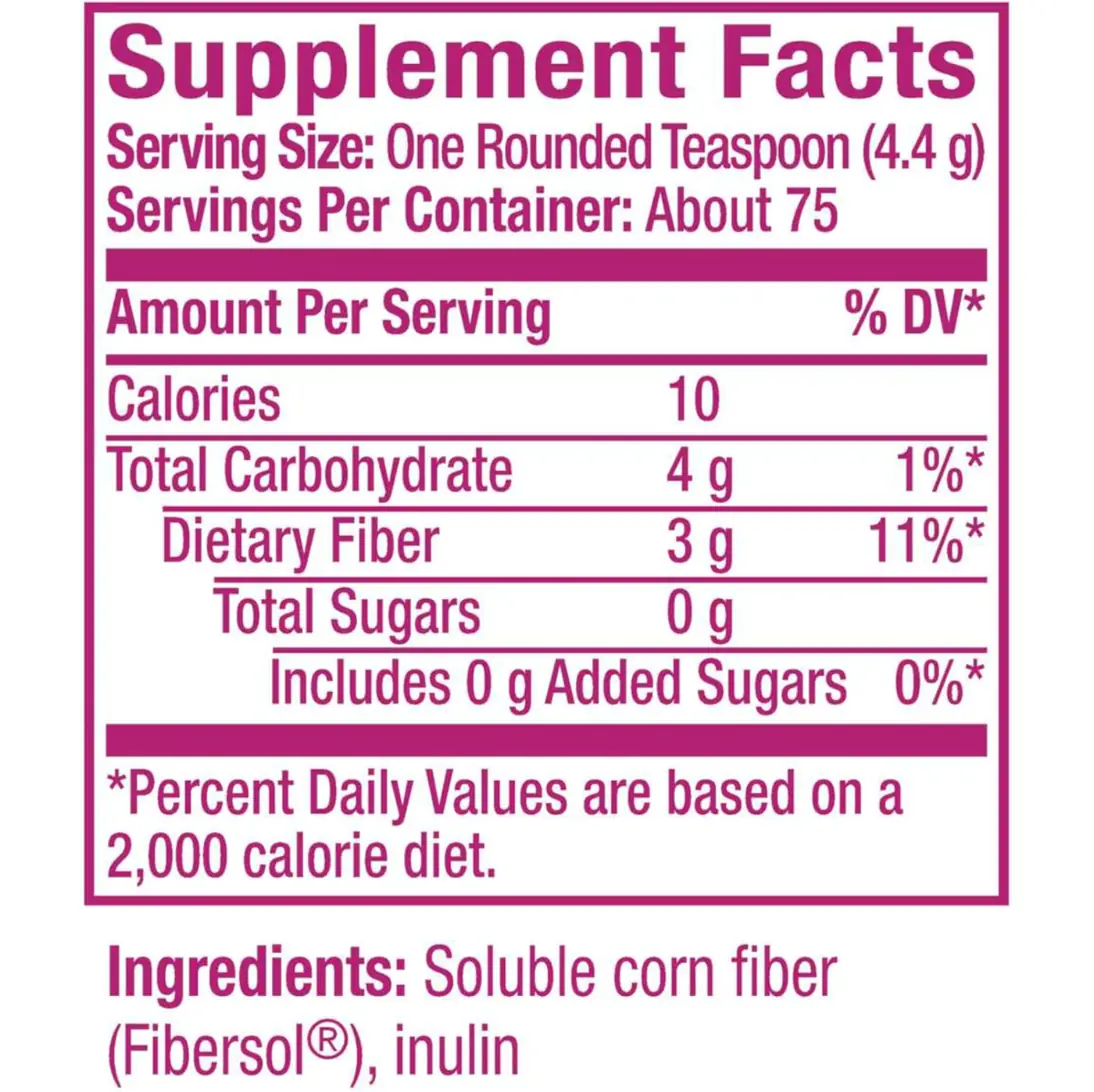 Supplement Facts
Serving Size: One Rounded Teaspoon (4.4 g)
Servings Per Container: About 75
Amount Per Serving % DV*
Calories 10
Total Carbohydrate 4 g 1%*
Dietary Fiber 3 g 11%*
Total Sugars 0 g
Includes 0 g Added Sugars 0%*
*Percent Daily Values are based on a
2,000 calorie diet.
Ingredients: Soluble corn fiber
(Fibersol®), inulin